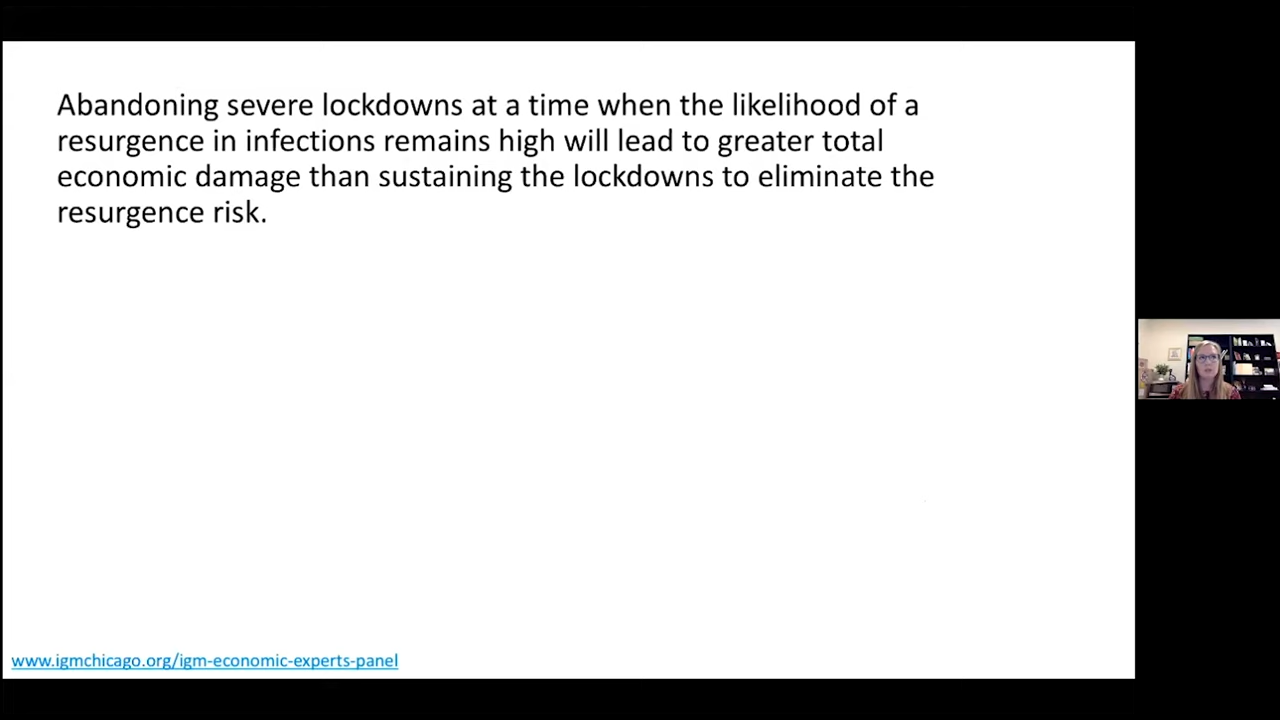 Abandoning severe lockdowns at a time when the likelihood of a
resurgence in infections remains high will lead to greater total
economic damage than sustaining the lockdowns to eliminate the
resurgence risk.
www.igmchicago.org/igm-economic-experts-panel